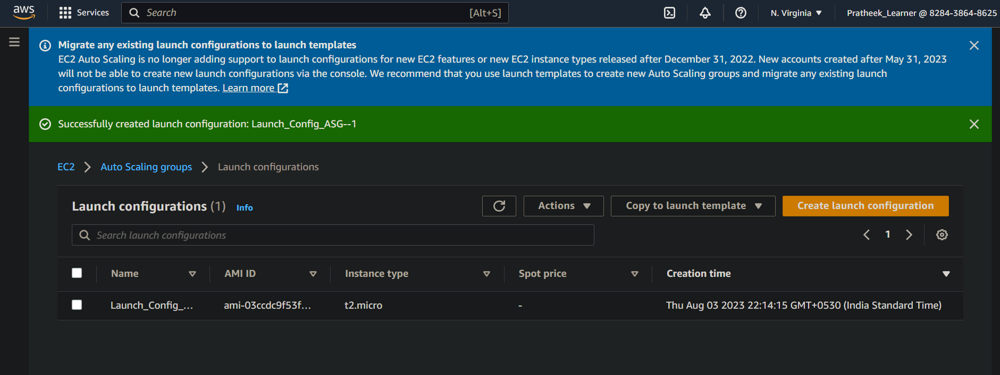 aws
Services
Search
[Alt+S]
N. Virginia
Pratheek_Learner @ 8284-3864-8625
Migrate any existing launch configurations to launch templates
EC2 Auto Scaling is no longer adding support to launch configurations for new EC2 features or new EC2 instance types released after December 31, 2022. New accounts created after May 31, 2023
will not be able to create new launch configurations via the console. We recommend that you use launch templates to create new Auto Scaling groups and migrate any existing launch
configurations to launch templates. Learn more
Successfully created launch configuration: Launch_Config_ASG--1
EC2 Auto Scaling groups Launch configurations
Launch configurations (1) Info
Actions
Copy to launch template
Create launch configuration
Search launch configurations
1
Name AMI ID Instance type Spot price Creation time
Launch_Config_... ami-03ccdc9f53f... t2.micro - Thu Aug 03 2023 22:14:15 GMT+0530 (India Standard Time)